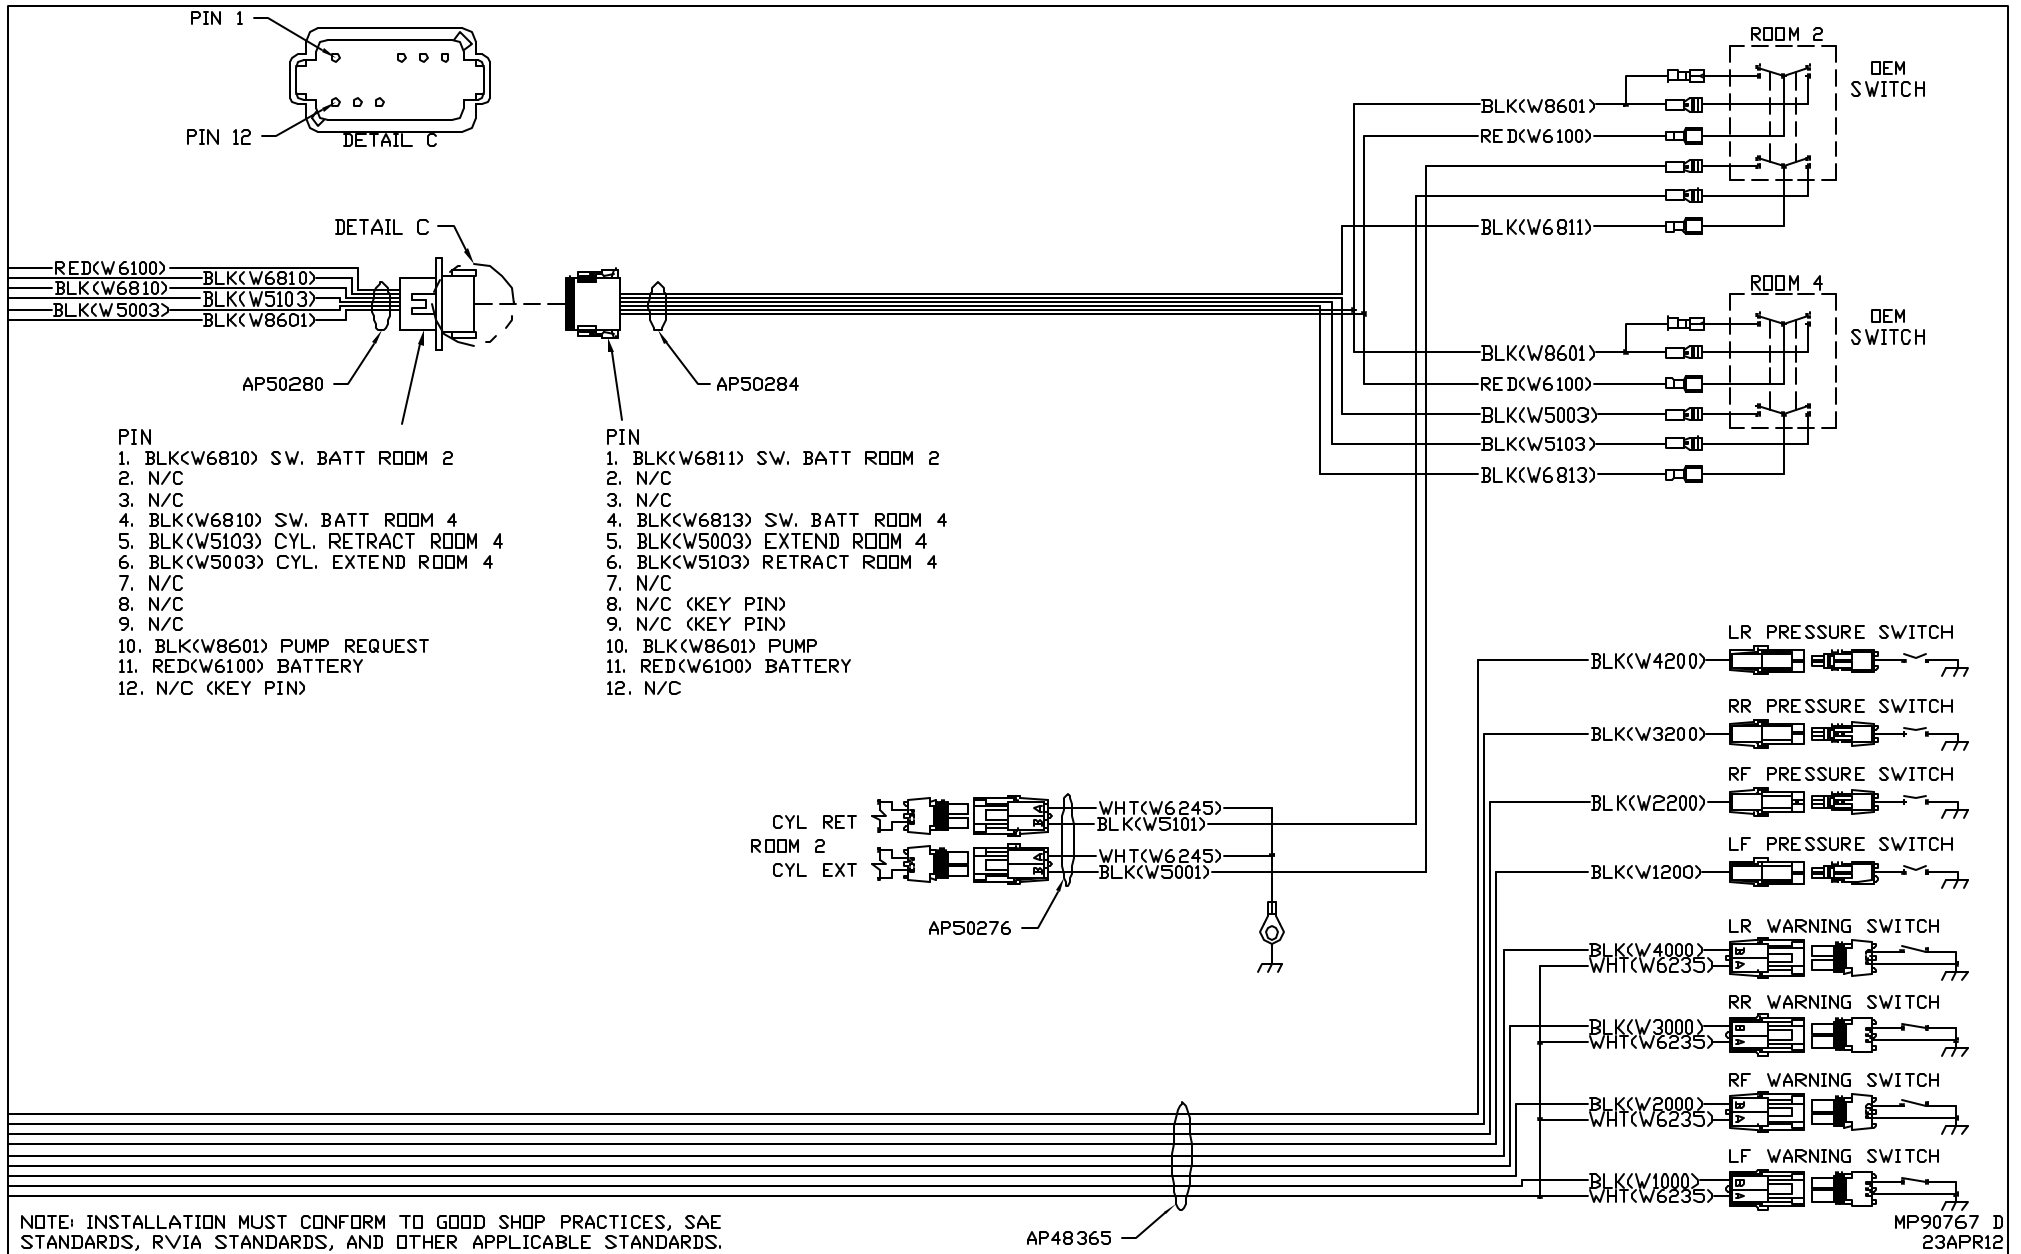 PIN 1
PIN 12
DETAIL C
ROOM 2
OEM
SWITCH
BLK(W8601)
RED(W6100)
BLK(W6811)
DETAIL C
RED(W6100)
BLK(W6810)
BLK(W6810)
BLK(W5103)
BLK(W5003)
BLK(W8601)
AP50280
AP50284
ROOM 4
OEM
SWITCH
BLK(W8601)
RED(W6100)
BLK(W5003)
BLK(W5103)
BLK(W6813)
PIN
1. BLK(W6810) SW. BATT ROOM 2
2. N/C
3. N/C
4. BLK(W6810) SW. BATT ROOM 4
5. BLK(W5103) CYL. RETRACT ROOM 4
6. BLK(W5003) CYL. EXTEND ROOM 4
7. N/C
8. N/C
9. N/C
10. BLK(W8601) PUMP REQUEST
11. RED(W6100) BATTERY
12. N/C (KEY PIN)
PIN
1. BLK(W6811) SW. BATT ROOM 2
2. N/C
3. N/C
4. BLK(W6813) SW. BATT ROOM 4
5. BLK(W5003) EXTEND ROOM 4
6. BLK(W5103) RETRACT ROOM 4
7. N/C
8. N/C (KEY PIN)
9. N/C (KEY PIN)
10. BLK(W8601) PUMP
11. RED(W6100) BATTERY
12. N/C
CYL RET
ROOM 2
CYL EXT
A
B
A
B
WHT(W6245)
BLK(W5101)
WHT(W6245)
BLK(W5001)
AP50276
LR PRESSURE SWITCH
BLK(W4200)
RR PRESSURE SWITCH
BLK(W3200)
RF PRESSURE SWITCH
BLK(W2200)
LF PRESSURE SWITCH
BLK(W1200)
LR WARNING SWITCH
BLK(W4000)
WHT(W6235)
B
A
RR WARNING SWITCH
BLK(W3000)
WHT(W6235)
B
A
RF WARNING SWITCH
BLK(W2000)
WHT(W6235)
B
A
LF WARNING SWITCH
BLK(W1000)
WHT(W6235)
B
A
AP48365
NOTE: INSTALLATION MUST CONFORM TO GOOD SHOP PRACTICES, SAE
STANDARDS, RVIA STANDARDS, AND OTHER APPLICABLE STANDARDS.
MP90767 D
23APR12